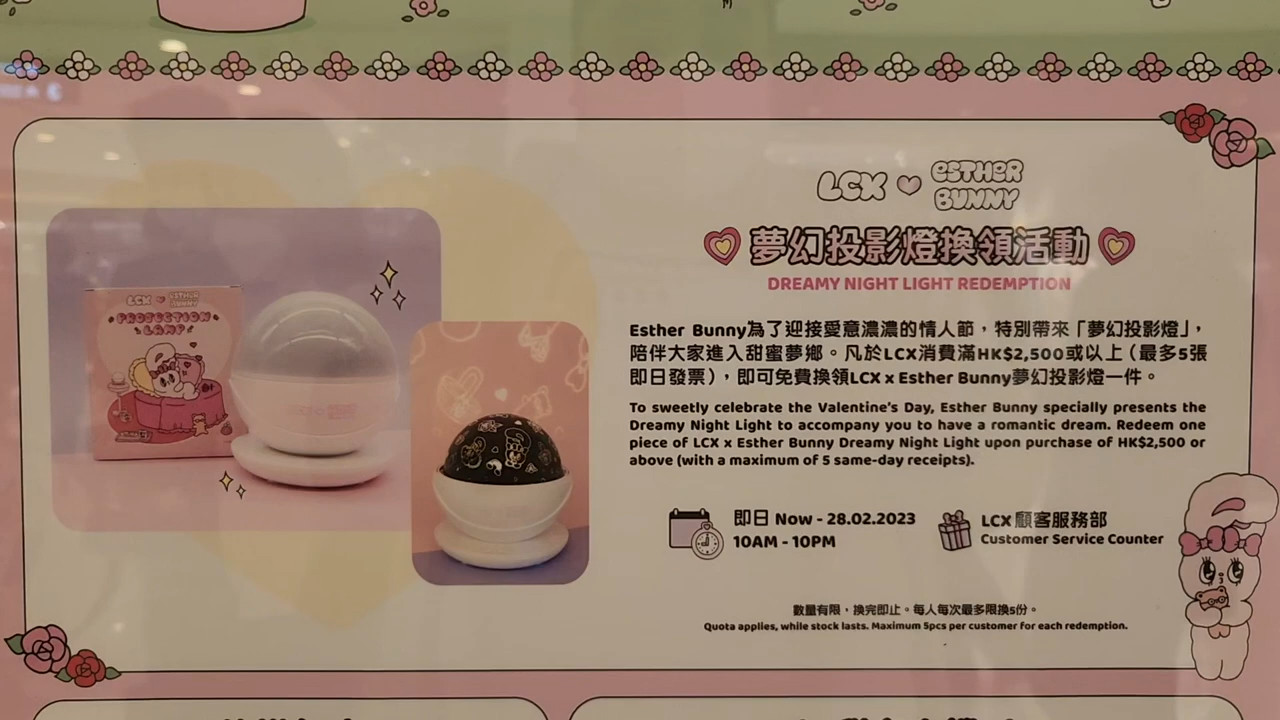 LCX ESTHER BUNNY
夢幻投影燈換領活動
DREAMY NIGHT LIGHT REDEMPTION
Esther Bunny為了迎接愛意濃濃的情人節，特別帶來「夢幻投影燈」，
陪伴大家進入甜蜜夢鄉。凡於LCX消費滿HK$2,500或以上（最多5張
即日發票），即可免費換領LCX x Esther Bunny夢幻投影燈一件。
To sweetly celebrate the Valentine's Day, Esther Bunny specially presents the
Dreamy Night Light to accompany you to have a romantic dream. Redeem one
piece of LCX x Esther Bunny Dreamy Night Light upon purchase of HK$2,500 or
above (with a maximum of 5 same-day receipts).
即日 Now - 28.02.2023
10AM - 10PM
LCX 顧客服務部
Customer Service Counter
數量有限，換完即止。每人每次最多限換5份。
Quota applies, while stock lasts. Maximum 5pcs per customer for each redemption.
LCX ESTHER BUNNY
PROJECTION
LAMP